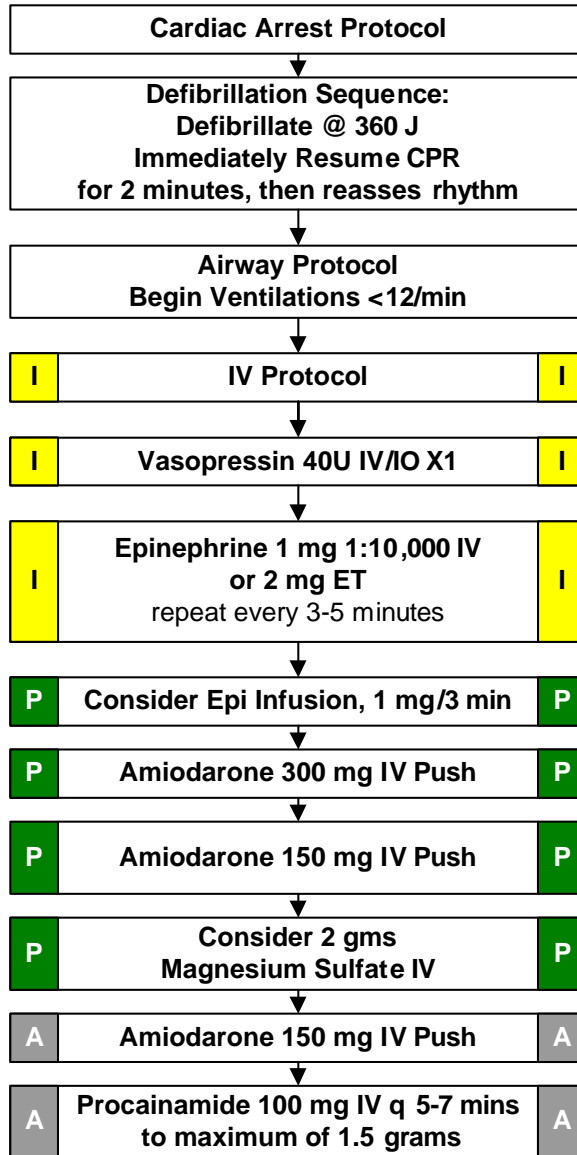 Cardiac Arrest Protocol
Defibrillation Sequence:
Defibrillate @ 360 J
Immediately Resume CPR
for 2 minutes, then reasses rhythm
Airway Protocol
Begin Ventilations <12/min
I IV Protocol I
I Vasopressin 40U IV/IO X1 I
Epinephrine 1 mg 1:10,000 IV
I or 2 mg ET I
repeat every 3-5 minutes
P Consider Epi Infusion, 1 mg/3 min P
P Amiodarone 300 mg IV Push P
P Amiodarone 150 mg IV Push P
P Consider 2 gms P
Magnesium Sulfate IV
A Amiodarone 150 mg IV Push A
A Procainamide 100 mg IV q 5-7 mins A
to maximum of 1.5 grams